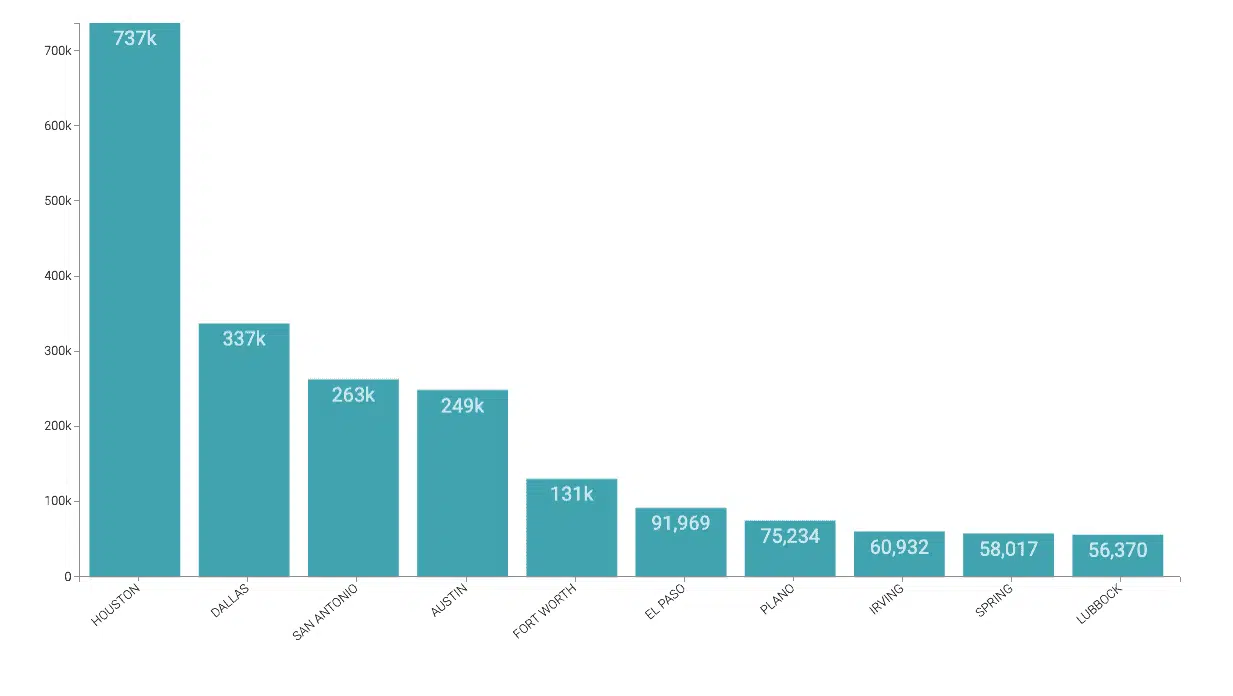 700k
600k
500k
400k
300k
200k
100k
0
737k
337k
263k
249k
131k
91,969
75,234
60,932
58,017
56,370
HOUSTON
DALLAS
SAN ANTONIO
AUSTIN
FORT WORTH
EL PASO
PLANO
IRVING
SPRING
LUBBOCK